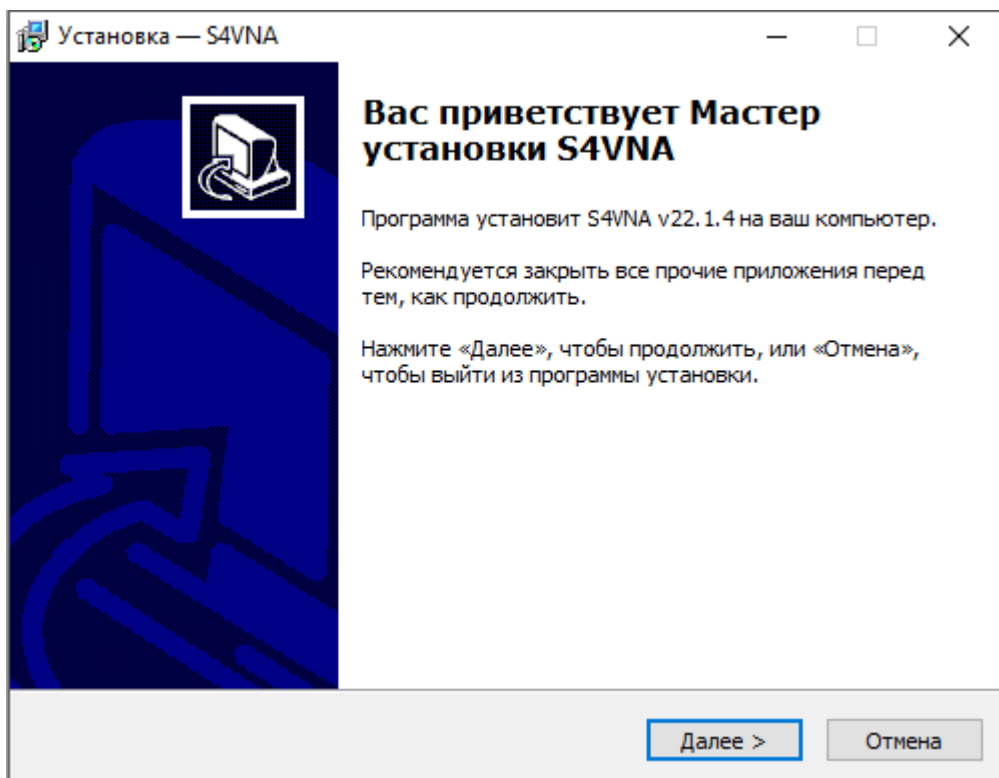 Установка — S4VNA
Вас приветствует Мастер
установки S4VNA
Программа установит S4VNA v22.1.4 на ваш компьютер.
Рекомендуется закрыть все прочие приложения перед
тем, как продолжить.
Нажмите «Далее», чтобы продолжить, или «Отмена»,
чтобы выйти из программы установки.
Далее >
Отмена